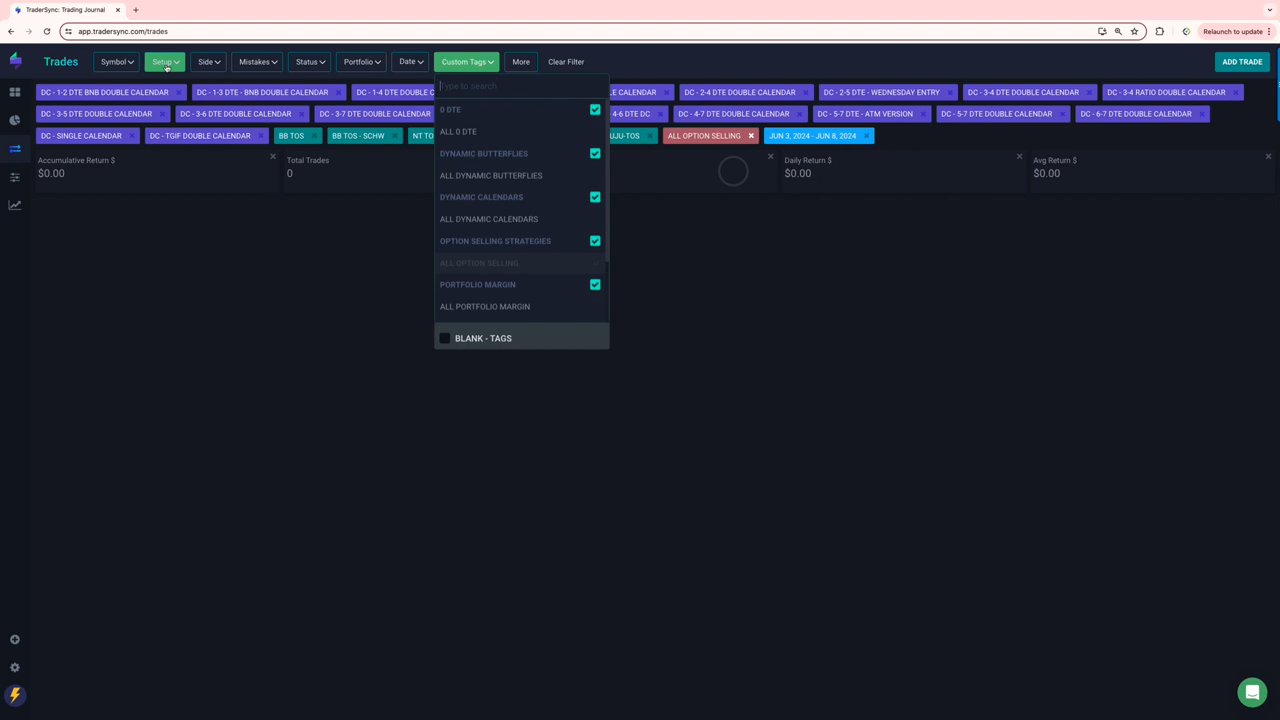 TraderSync: Trading Journal
app.tradersync.com/trades
Relaunch to update
Trades Symbol Setup Side Mistakes Status Portfolio Date Custom Tags More Clear Filter ADD TRADE
Type to search
DC - 1-2 DTE BNB DOUBLE CALENDAR DC - 1-3 DTE - BNB DOUBLE CALENDAR DC - 1-4 DTE DOUBLE C LE CALENDAR DC - 2-4 DTE DOUBLE CALENDAR DC - 2-5 DTE - WEDNESDAY ENTRY DC - 3-4 DTE DOUBLE CALENDAR DC - 3-4 RATIO DOUBLE CALENDAR
DC - 3-5 DTE DOUBLE CALENDAR DC - 3-6 DTE DOUBLE CALENDAR DC - 3-7 DTE DOUBLE CALENDAR 4-6 DTE DC DC - 4-7 DTE DOUBLE CALENDAR DC - 5-7 DTE - ATM VERSION DC - 5-7 DTE DOUBLE CALENDAR DC - 6-7 DTE DOUBLE CALENDAR
DC - SINGLE CALENDAR DC - TGIF DOUBLE CALENDAR BB TOS BB TOS - SCHW NT TO UJU-TOS ALL OPTION SELLING JUN 3, 2024 - JUN 8, 2024
Accumulative Return $ Total Trades Daily Return $ Avg Return $
$0.00 0 $0.00 $0.00
0 DTE
ALL 0 DTE
DYNAMIC BUTTERFLIES
ALL DYNAMIC BUTTERFLIES
DYNAMIC CALENDARS
ALL DYNAMIC CALENDARS
OPTION SELLING STRATEGIES
ALL OPTION SELLING
PORTFOLIO MARGIN
ALL PORTFOLIO MARGIN
BLANK - TAGS